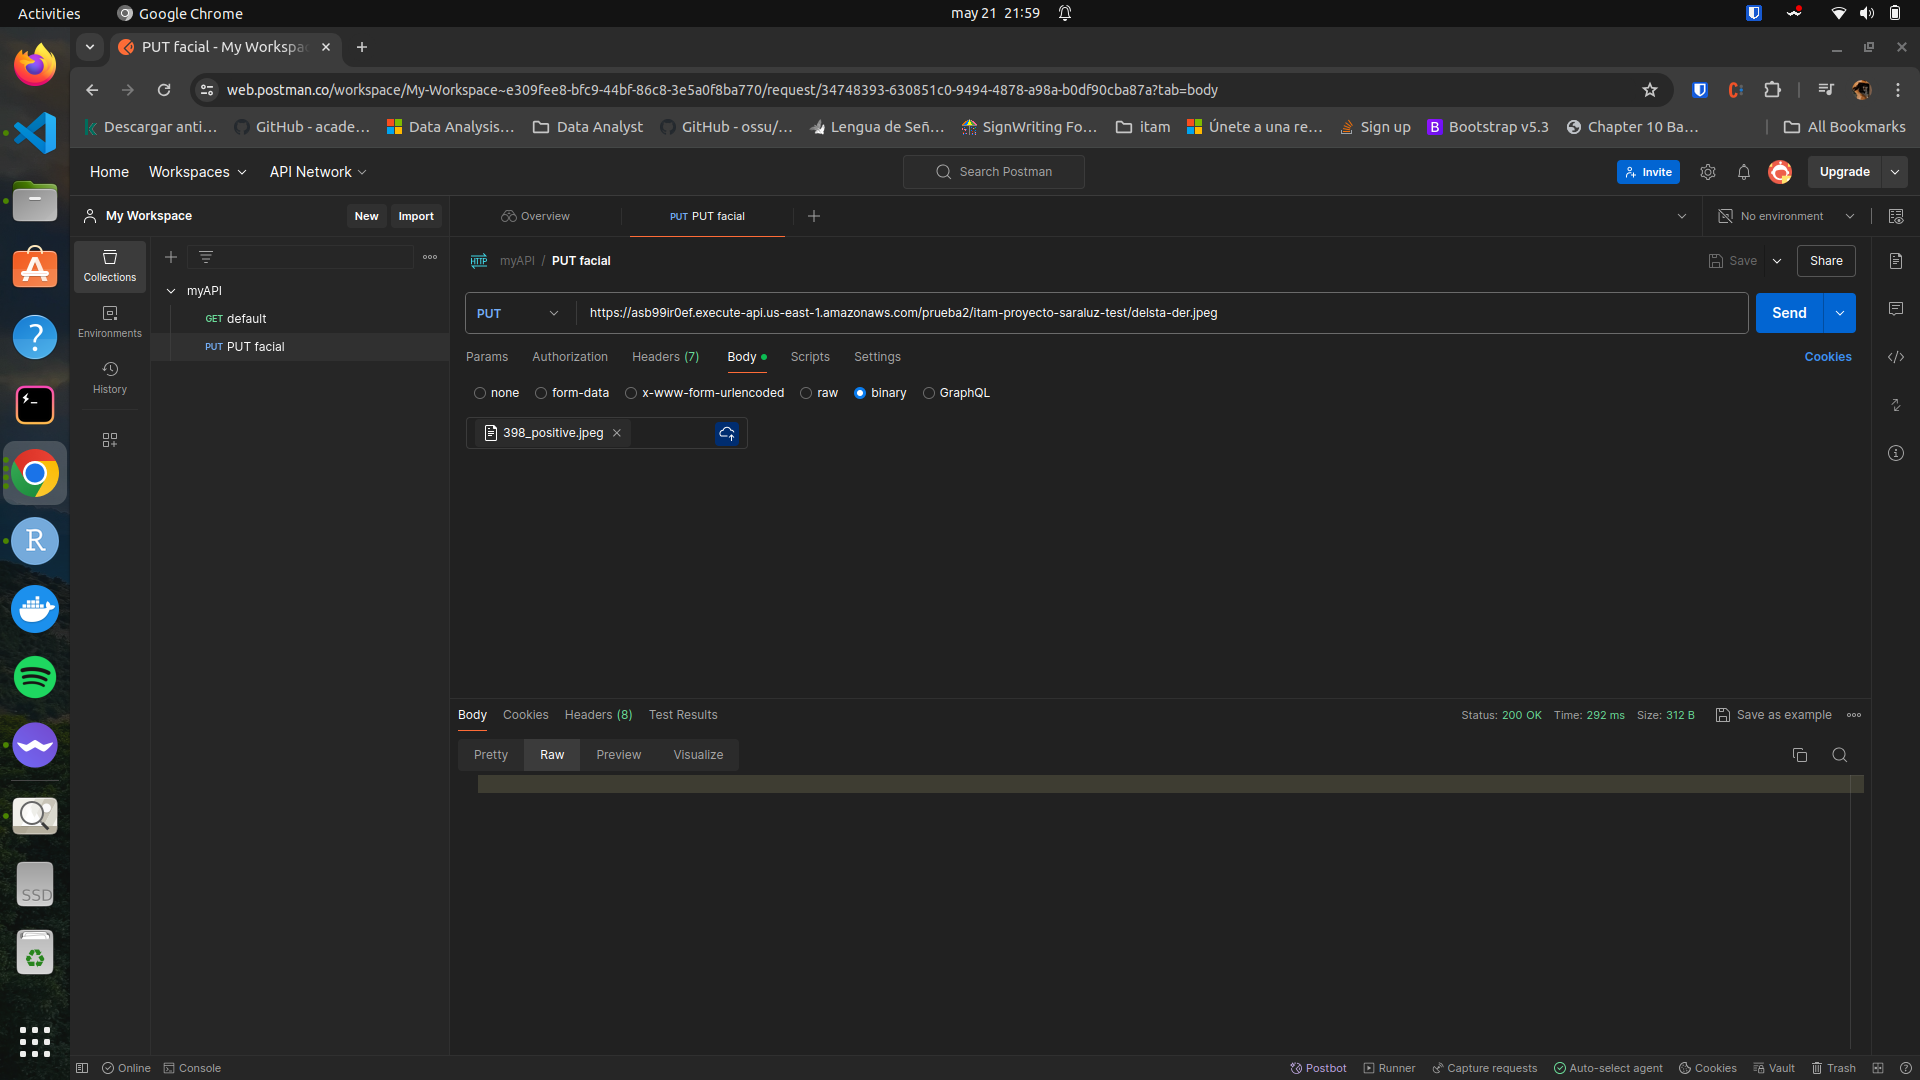 Activities
Google Chrome
may 21 21:59
PUT facial - My Workspa
web.postman.co/workspace/My-Workspace~e309fee8-bfc9-44bf-86c8-3e5a0f8ba770/request/34748393-630851c0-9494-4878-a98a-b0df90cba87a?tab=body
Descargar anti…
GitHub - acade…
Data Analysis…
Data Analyst
GitHub - ossu/…
Lengua de Señ…
SignWriting Fo…
itam
Únete a una re…
Sign up
B Bootstrap v5.3
Chapter 10 Ba…
All Bookmarks
Home
Workspaces
API Network
Search Postman
Invite
Upgrade
My Workspace
New
Import
Overview
PUT PUT facial
No environment
Collections
Environments
History
myAPI
GET default
PUT PUT facial
HTTP
myAPI / PUT facial
Save
Share
PUT
https://asb99ir0ef.execute-api.us-east-1.amazonaws.com/prueba2/itam-proyecto-saraluz-test/delsta-der.jpeg
Send
Params
Authorization
Headers (7)
Body
Scripts
Settings
Cookies
none
form-data
x-www-form-urlencoded
raw
binary
GraphQL
398_positive.jpeg
Body
Cookies
Headers (8)
Test Results
Status: 200 OK
Time: 292 ms
Size: 312 B
Save as example
Pretty
Raw
Preview
Visualize
R
SSD
Online
Console
Postbot
Runner
Capture requests
Auto-select agent
Cookies
Vault
Trash